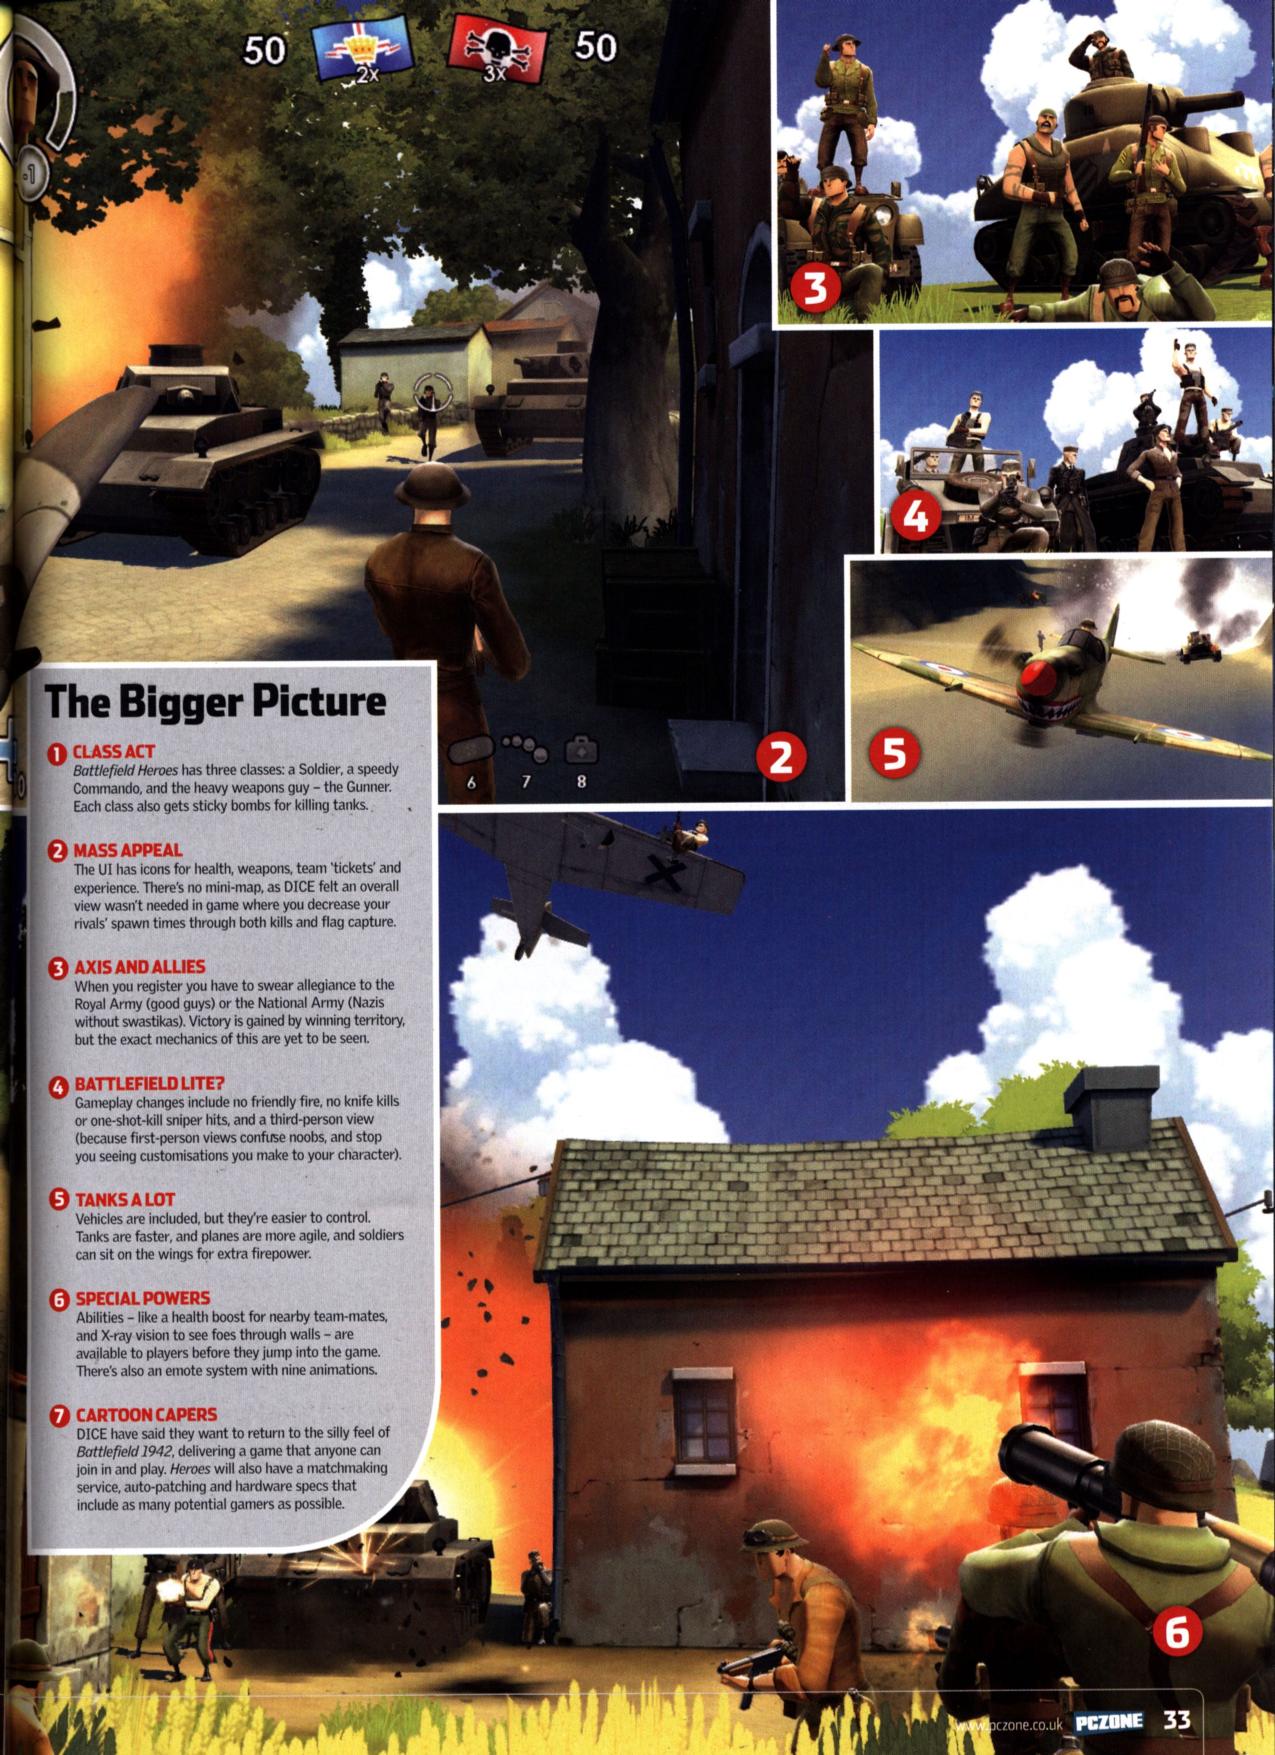 50
2x
3x
50
-1
3
4
5
6
7
8
2
The Bigger Picture
1 CLASS ACT
Battlefield Heroes has three classes: a Soldier, a speedy
Commando, and the heavy weapons guy – the Gunner.
Each class also gets sticky bombs for killing tanks.
2 MASS APPEAL
The UI has icons for health, weapons, team 'tickets' and
experience. There's no mini-map, as DICE felt an overall
view wasn't needed in game where you decrease your
rivals' spawn times through both kills and flag capture.
3 AXIS AND ALLIES
When you register you have to swear allegiance to the
Royal Army (good guys) or the National Army (Nazis
without swastikas). Victory is gained by winning territory,
but the exact mechanics of this are yet to be seen.
4 BATTLEFIELD LITE?
Gameplay changes include no friendly fire, no knife kills
or one-shot-kill sniper hits, and a third-person view
(because first-person views confuse noobs, and stop
you seeing customisations you make to your character).
5 TANKS A LOT
Vehicles are included, but they're easier to control.
Tanks are faster, and planes are more agile, and soldiers
can sit on the wings for extra firepower.
6 SPECIAL POWERS
Abilities – like a health boost for nearby team-mates,
and X-ray vision to see foes through walls – are
available to players before they jump into the game.
There's also an emote system with nine animations.
7 CARTOON CAPERS
DICE have said they want to return to the silly feel of
Battlefield 1942, delivering a game that anyone can
join in and play. Heroes will also have a matchmaking
service, auto-patching and hardware specs that
include as many potential gamers as possible.
6
www.pczone.co.uk PCZONE 33